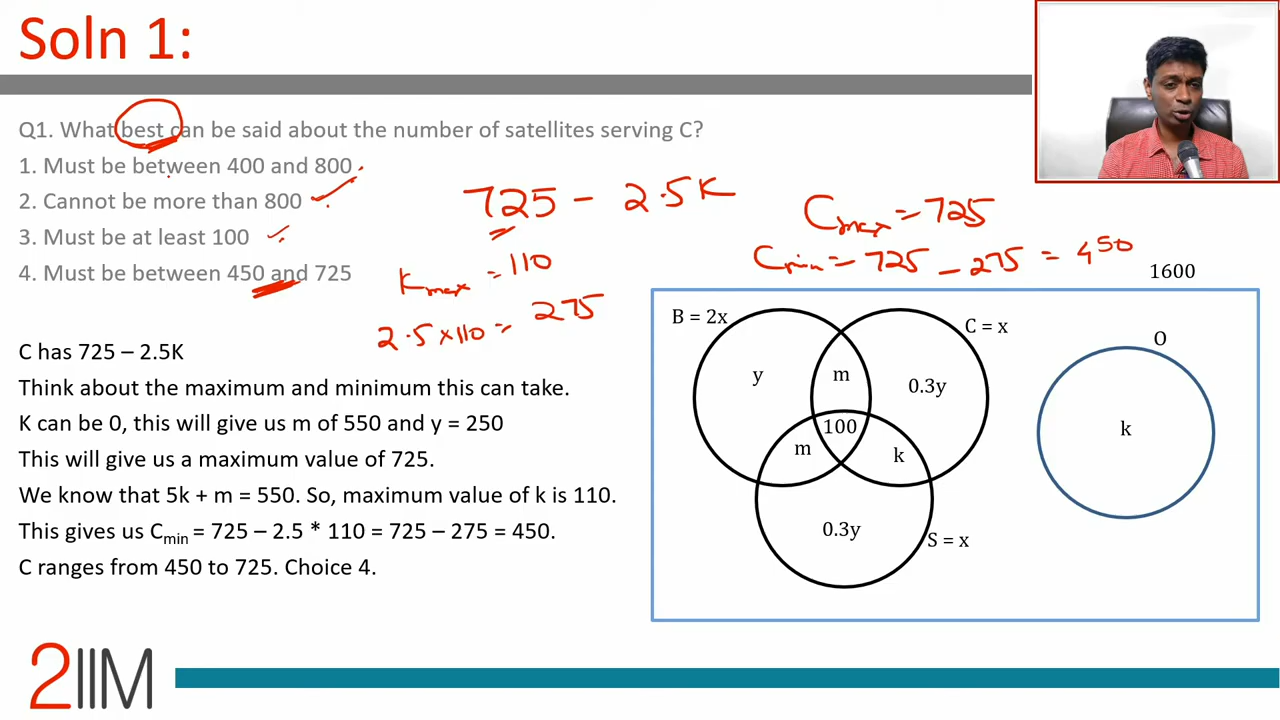 Soln 1:
Q1. What best can be said about the number of satellites serving C?
1. Must be between 400 and 800
2. Cannot be more than 800
3. Must be at least 100
4. Must be between 450 and 725
725 - 2.5K
Kmax = 110
2.5 x 110 = 275
Cmax = 725
Cmin = 725 - 275 = 450
1600
C has 725 – 2.5K
Think about the maximum and minimum this can take.
K can be 0, this will give us m of 550 and y = 250
This will give us a maximum value of 725.
We know that 5k + m = 550. So, maximum value of k is 110.
This gives us Cmin = 725 – 2.5 * 110 = 725 – 275 = 450.
C ranges from 450 to 725. Choice 4.
B = 2x
C = x
O
y
m
0.3y
100
m
k
k
0.3y
S = x
2IIM